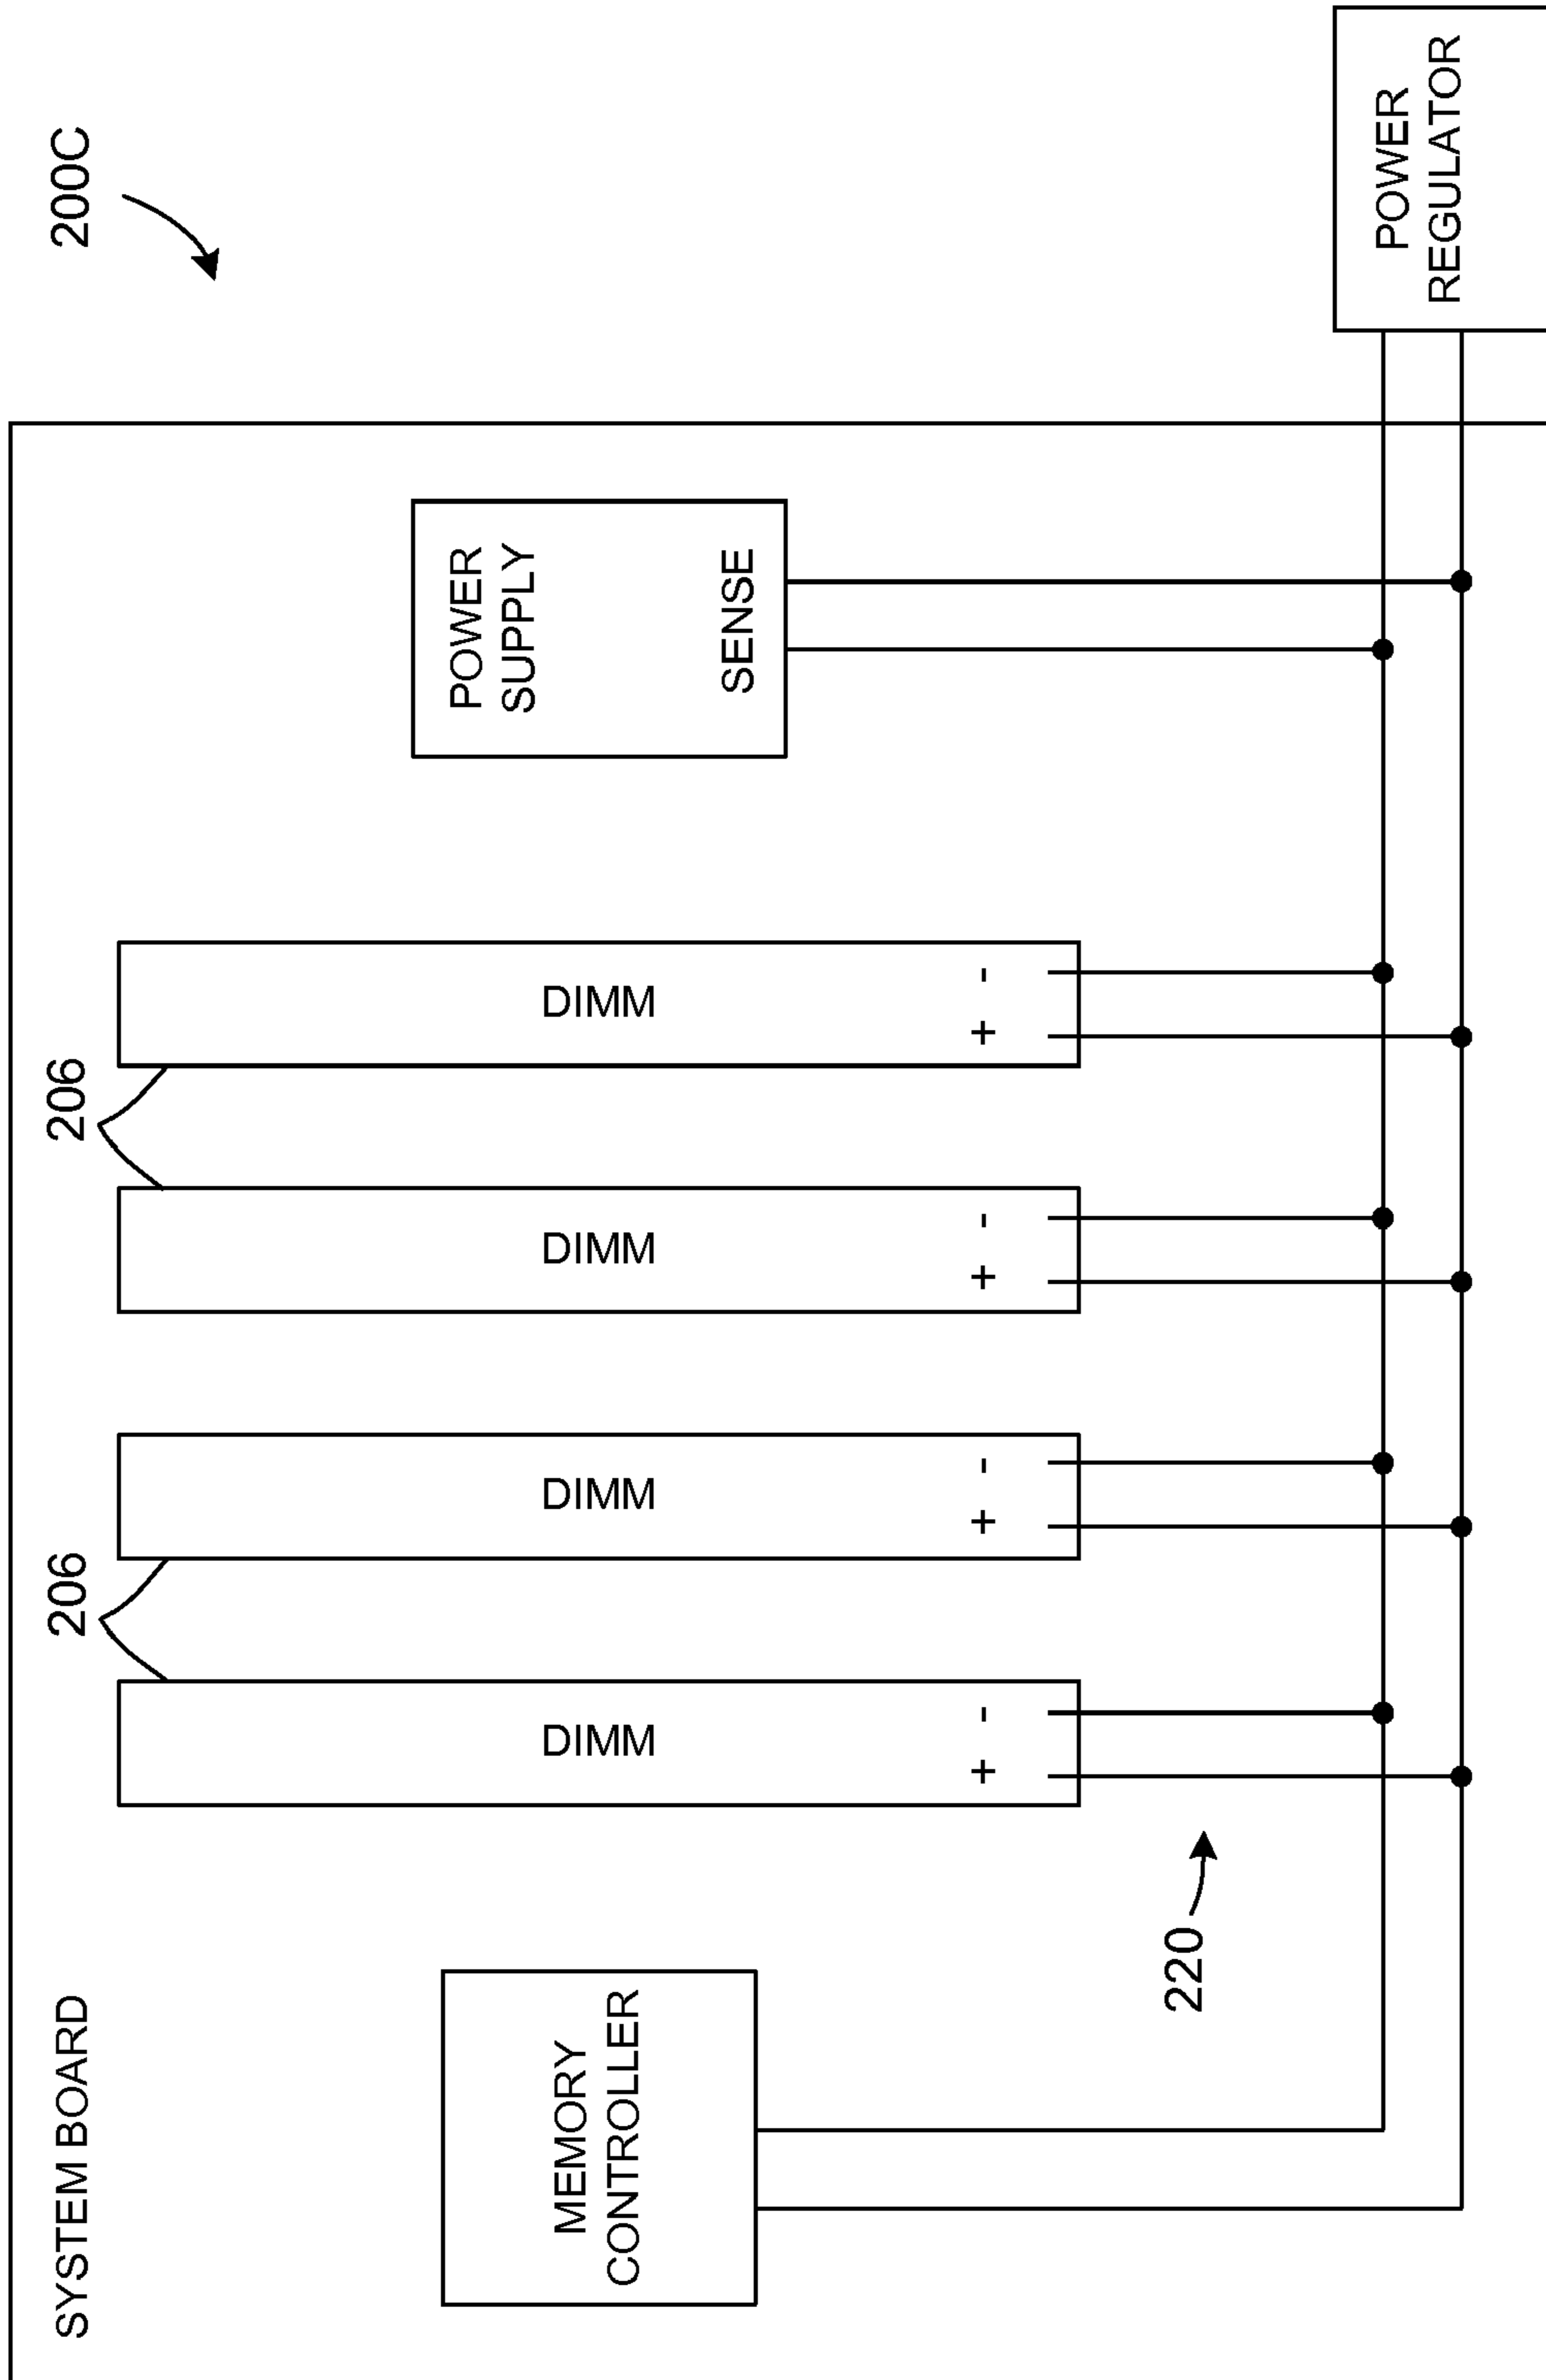 200C
SYSTEM BOARD
206
206
MEMORY
CONTROLLER
DIMM
DIMM
DIMM
DIMM
POWER
SUPPLY
SENSE
+ -
+ -
+ -
+ -
220
POWER
REGULATOR